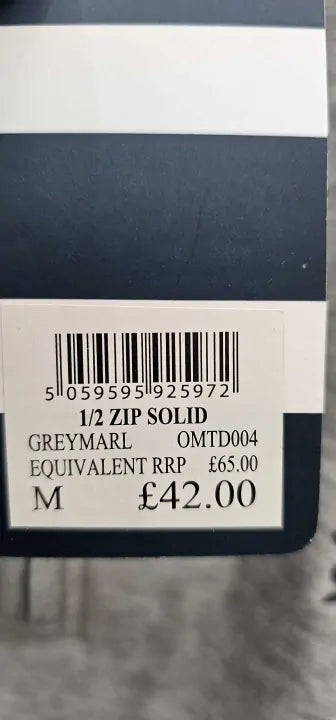 5 059595 925972
1/2 ZIP SOLID
GREYMARL OMTD004
EQUIVALENT RRP £65.00
M £42.00